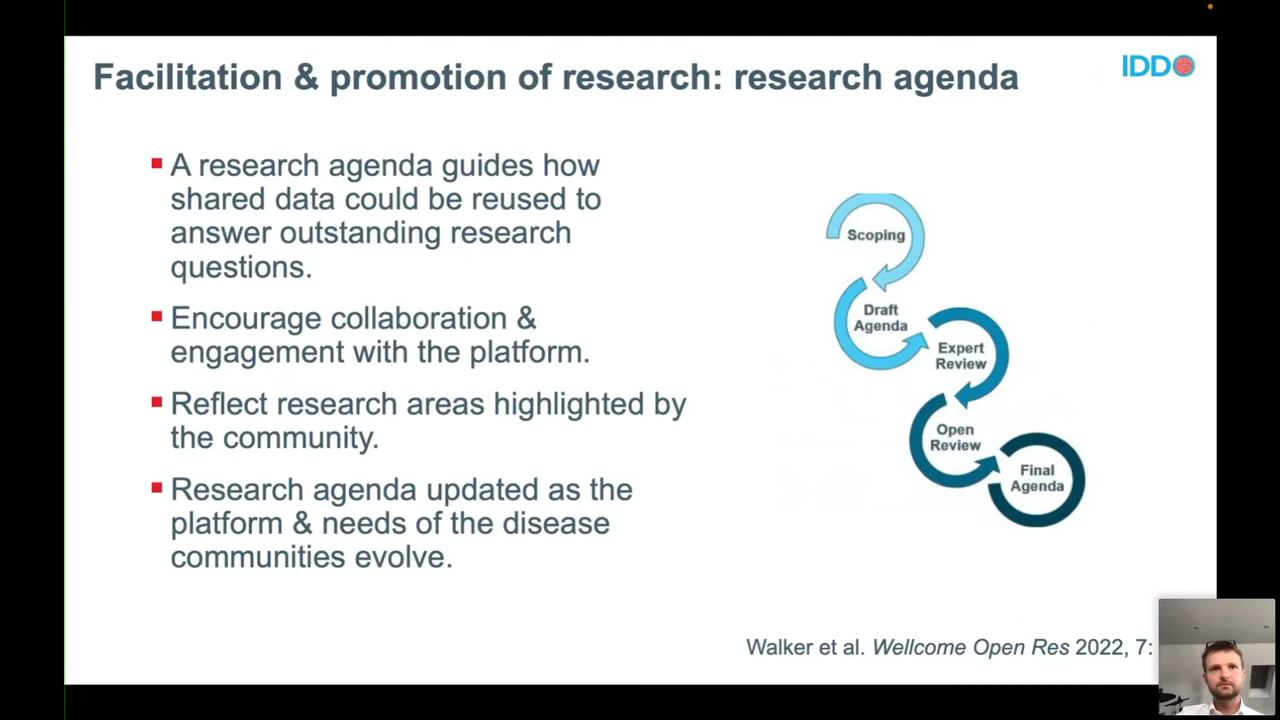 Facilitation & promotion of research: research agenda
IDDO
A research agenda guides how
shared data could be reused to
answer outstanding research
questions.
Encourage collaboration &
engagement with the platform.
Reflect research areas highlighted by
the community.
Research agenda updated as the
platform & needs of the disease
communities evolve.
Scoping
Draft
Agenda
Expert
Review
Open
Review
Final
Agenda
Walker et al. Wellcome Open Res 2022, 7: